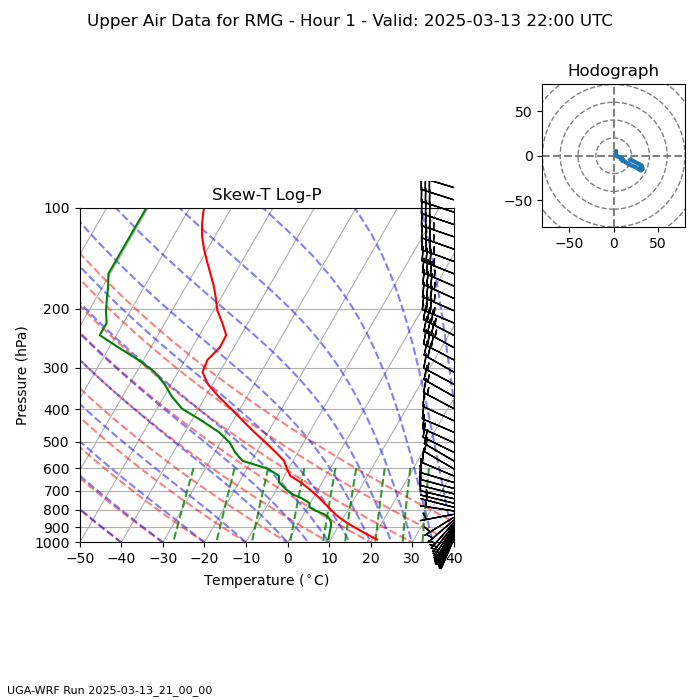 Upper Air Data for RMG - Hour 1 - Valid: 2025-03-13 22:00 UTC
Hodograph
50
0
−50
−50 0 50
Skew-T Log-P
100
200
300
400
500
600
700
800
900
1000
Pressure (hPa)
−50 −40 −30 −20 −10 0 10 20 30 40
Temperature (°C)
UGA-WRF Run 2025-03-13_21_00_00